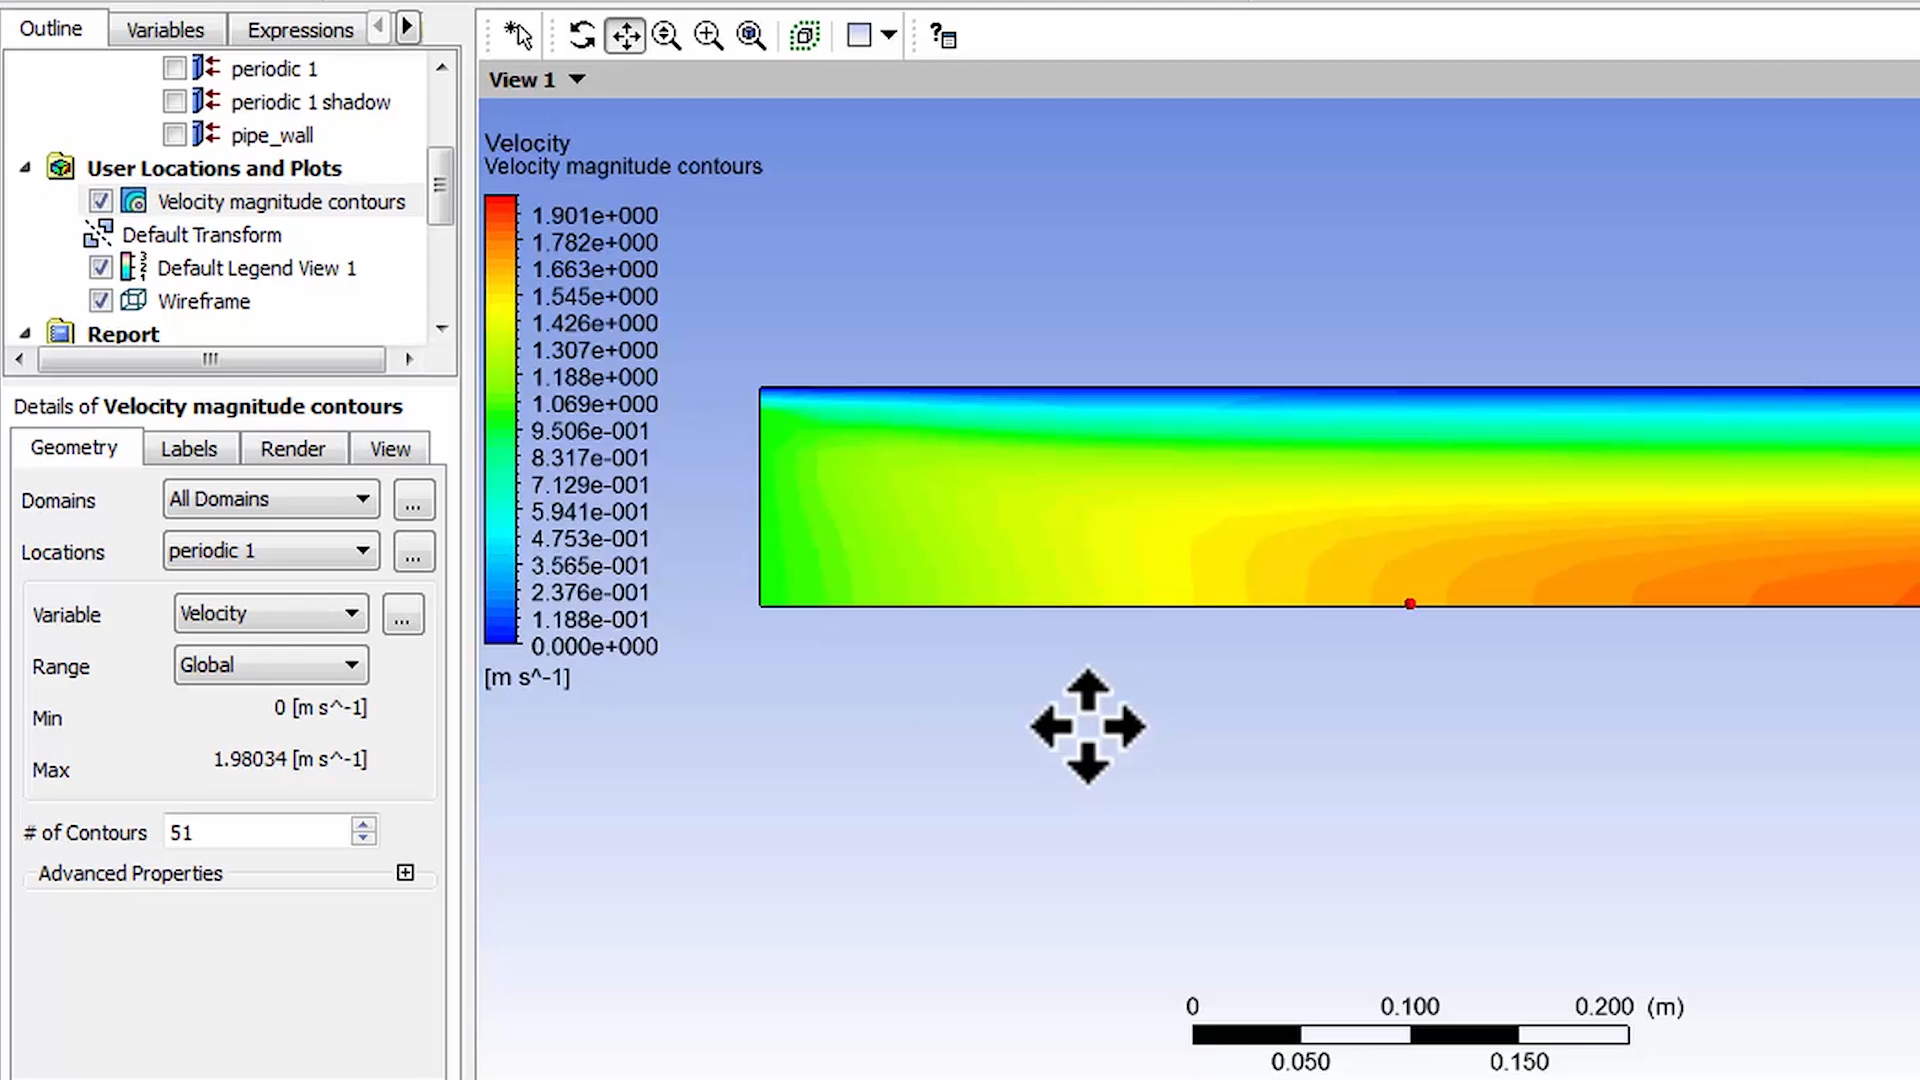 Outline
Variables
Expressions
periodic 1
periodic 1 shadow
pipe_wall
User Locations and Plots
Velocity magnitude contours
Default Transform
Default Legend View 1
Wireframe
Report
Details of Velocity magnitude contours
Geometry
Labels
Render
View
Domains
All Domains
...
Locations
periodic 1
...
Variable
Velocity
...
Range
Global
Min
0 [m s^-1]
Max
1.98034 [m s^-1]
# of Contours
51
Advanced Properties
View 1
Velocity
Velocity magnitude contours
1.901e+000
1.782e+000
1.663e+000
1.545e+000
1.426e+000
1.307e+000
1.188e+000
1.069e+000
9.506e-001
8.317e-001
7.129e-001
5.941e-001
4.753e-001
3.565e-001
2.376e-001
1.188e-001
0.000e+000
[m s^-1]
0 0.100 0.200 (m)
0.050 0.150